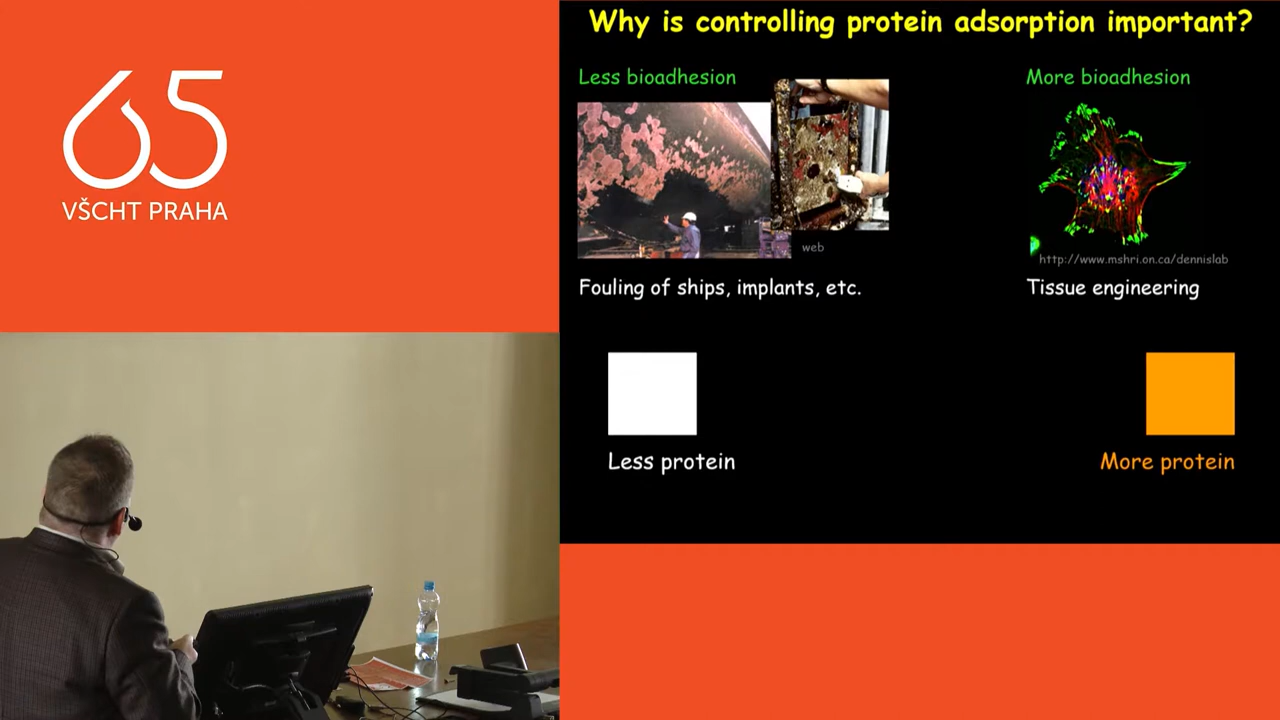 65
VŠCHT PRAHA
Why is controlling protein adsorption important?
Less bioadhesion
More bioadhesion
web
http://www.mshri.on.ca/dennislab
Fouling of ships, implants, etc.
Tissue engineering
Less protein
More protein